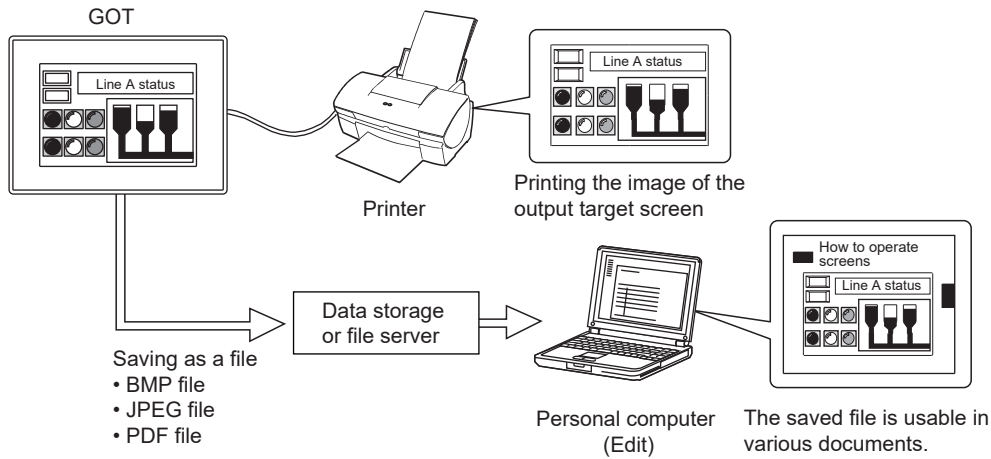 GOT
Line A status
Line A status
Printer
Printing the image of the
output target screen
How to operate
screens
Line A status
Data storage
or file server
Saving as a file
• BMP file
• JPEG file
• PDF file
Personal computer
(Edit)
The saved file is usable in
various documents.